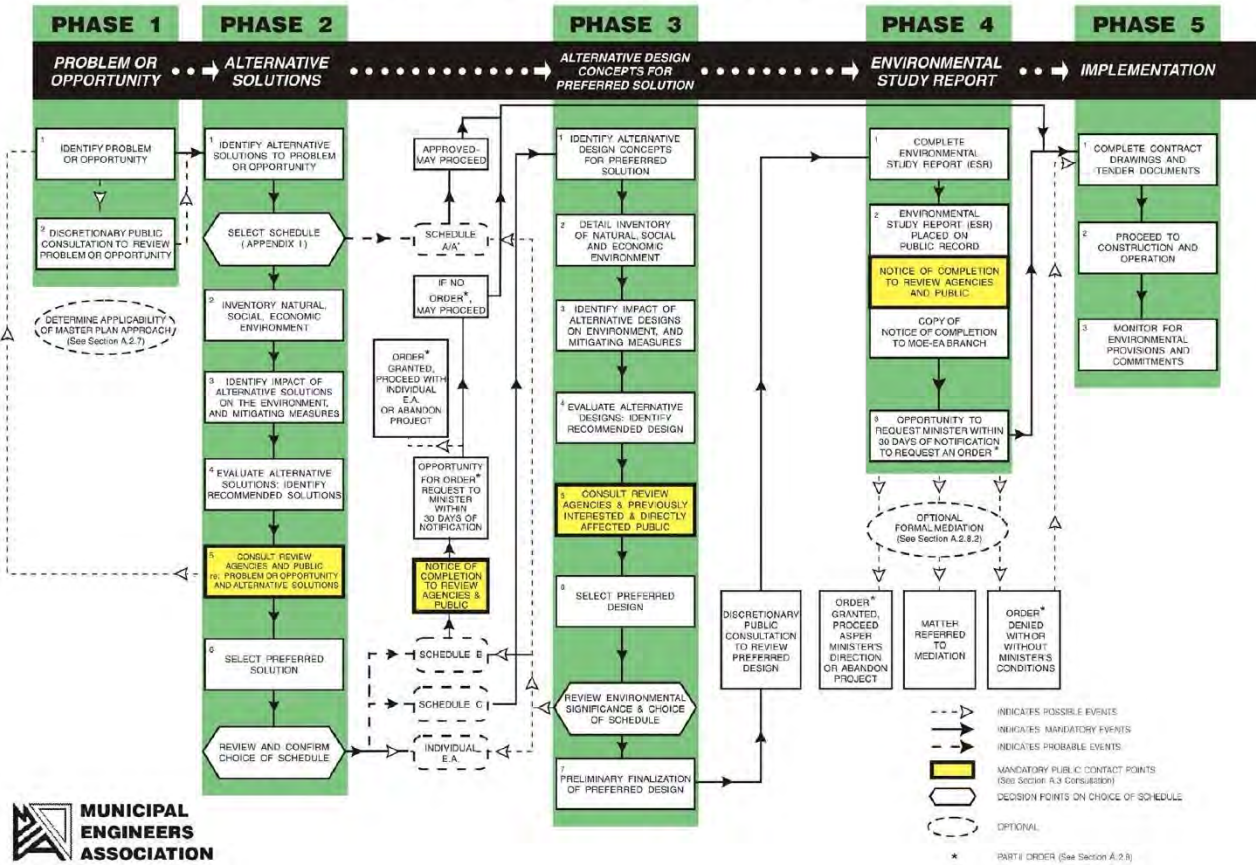 PHASE 1
PHASE 2
PHASE 3
PHASE 4
PHASE 5
PROBLEM OR
OPPORTUNITY
ALTERNATIVE
SOLUTIONS
ALTERNATIVE DESIGN
CONCEPTS FOR
PREFERRED SOLUTION
ENVIRONMENTAL
STUDY REPORT
IMPLEMENTATION
1
IDENTIFY PROBLEM
OR OPPORTUNITY
2
DISCRETIONARY PUBLIC
CONSULTATION TO REVIEW
PROBLEM OR OPPORTUNITY
DETERMINE APPLICABILITY
OF MASTER PLAN APPROACH
(See Section A.2.7)
1
IDENTIFY ALTERNATIVE
SOLUTIONS TO PROBLEM
OR OPPORTUNITY
SELECT SCHEDULE
(APPENDIX I)
2
INVENTORY NATURAL,
SOCIAL, ECONOMIC
ENVIRONMENT
3
IDENTIFY IMPACT OF
ALTERNATIVE SOLUTIONS
ON THE ENVIRONMENT,
AND MITIGATING MEASURES
4
EVALUATE ALTERNATIVE
SOLUTIONS: IDENTIFY
RECOMMENDED SOLUTIONS
5
CONSULT REVIEW
AGENCIES AND PUBLIC
re: PROBLEM OR OPPORTUNITY
AND ALTERNATIVE SOLUTIONS
6
SELECT PREFERRED
SOLUTION
REVIEW AND CONFIRM
CHOICE OF SCHEDULE
APPROVED-
MAY PROCEED
SCHEDULE
A/A+
IF NO
ORDER*,
MAY PROCEED
ORDER*
GRANTED,
PROCEED WITH
INDIVIDUAL
E.A.
OR ABANDON
PROJECT
OPPORTUNITY
FOR ORDER*
REQUEST TO
MINISTER
WITHIN
30 DAYS OF
NOTIFICATION
NOTICE OF
COMPLETION
TO REVIEW
AGENCIES &
PUBLIC
SCHEDULE B
SCHEDULE C
INDIVIDUAL
E.A.
1
IDENTIFY ALTERNATIVE
DESIGN CONCEPTS
FOR PREFERRED
SOLUTION
2
DETAIL INVENTORY
OF NATURAL, SOCIAL
AND ECONOMIC
ENVIRONMENT
3
IDENTIFY IMPACT OF
ALTERNATIVE DESIGNS
ON ENVIRONMENT, AND
MITIGATING MEASURES
4
EVALUATE ALTERNATIVE
DESIGNS: IDENTIFY
RECOMMENDED DESIGN
5
CONSULT REVIEW
AGENCIES & PREVIOUSLY
INTERESTED & DIRECTLY
AFFECTED PUBLIC
6
SELECT PREFERRED
DESIGN
REVIEW ENVIRONMENTAL
SIGNIFICANCE & CHOICE
OF SCHEDULE
7
PRELIMINARY FINALIZATION
OF PREFERRED DESIGN
DISCRETIONARY
PUBLIC
CONSULTATION
TO REVIEW
PREFERRED
DESIGN
1
COMPLETE
ENVIRONMENTAL
STUDY REPORT (ESR)
2
ENVIRONMENTAL
STUDY REPORT (ESR)
PLACED ON
PUBLIC RECORD
NOTICE OF COMPLETION
TO REVIEW AGENCIES
AND PUBLIC
COPY OF
NOTICE OF COMPLETION
TO MOE-EA BRANCH
3
OPPORTUNITY TO
REQUEST MINISTER WITHIN
30 DAYS OF NOTIFICATION
TO REQUEST AN ORDER*
OPTIONAL
FORMAL MEDIATION
(See Section A.2.8.2)
ORDER*
GRANTED,
PROCEED
AS PER
MINISTER'S
DIRECTION
OR ABANDON
PROJECT
MATTER
REFERRED
TO
MEDIATION
ORDER*
DENIED
WITH OR
WITHOUT
MINISTER'S
CONDITIONS
1
COMPLETE CONTRACT
DRAWINGS AND
TENDER DOCUMENTS
2
PROCEED TO
CONSTRUCTION AND
OPERATION
3
MONITOR FOR
ENVIRONMENTAL
PROVISIONS AND
COMMITMENTS
INDICATES POSSIBLE EVENTS
INDICATES MANDATORY EVENTS
INDICATES PROBABLE EVENTS
MANDATORY PUBLIC CONTACT POINTS
(See Section A.3 Consultation)
DECISION POINTS ON CHOICE OF SCHEDULE
OPTIONAL
* PART II ORDER (See Section A.2.8)
MUNICIPAL
ENGINEERS
ASSOCIATION